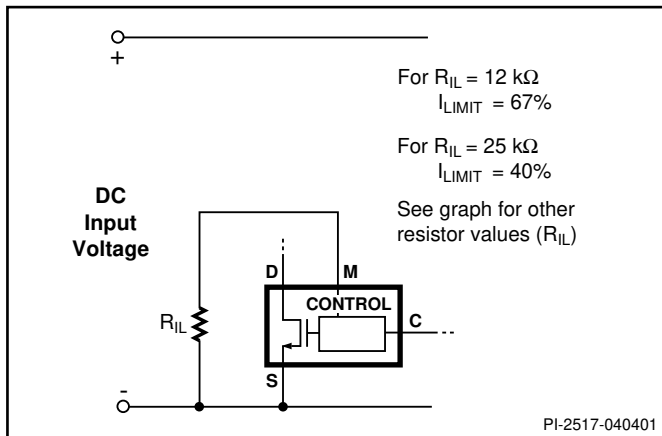 +
For R_IL = 12 kΩ
I_LIMIT = 67%
For R_IL = 25 kΩ
I_LIMIT = 40%
See graph for other
resistor values (R_IL)
DC
Input
Voltage
D
M
CONTROL
C
R_IL
S
-
PI-2517-040401